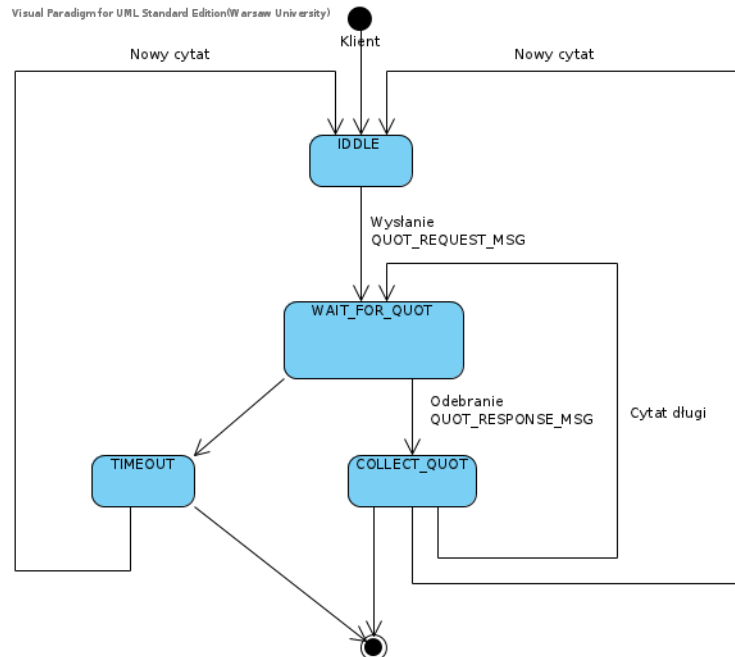 Visual Paradigm for UML Standard Edition(Warsaw University)
Klient
Nowy cytat
Nowy cytat
IDDLE
Wysłanie
QUOT_REQUEST_MSG
WAIT_FOR_QUOT
Odebranie
QUOT_RESPONSE_MSG
Cytat długi
TIMEOUT
COLLECT_QUOT